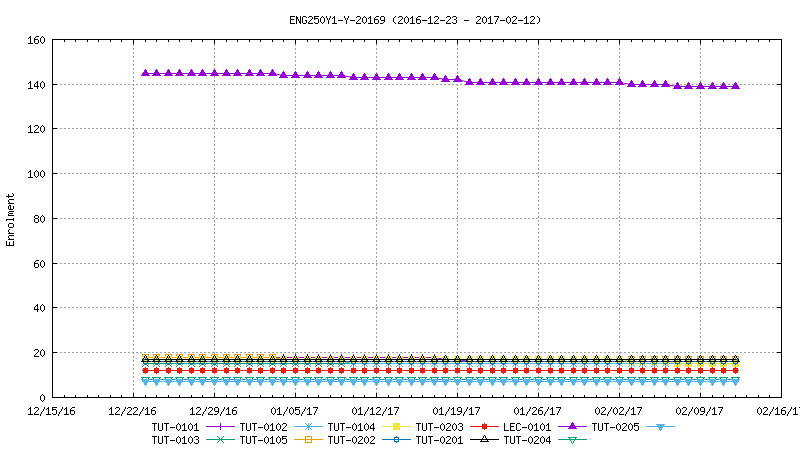 ENG250Y1-Y-20169 (2016-12-23 - 2017-02-12)
160
140
120
100
80
60
40
20
0
Enrolment
12/15/16 12/22/16 12/29/16 01/05/17 01/12/17 01/19/17 01/26/17 02/02/17 02/09/17 02/16/17
TUT-0101 TUT-0102 TUT-0104 TUT-0203 LEC-0101 TUT-0205
TUT-0103 TUT-0105 TUT-0202 TUT-0201 TUT-0204